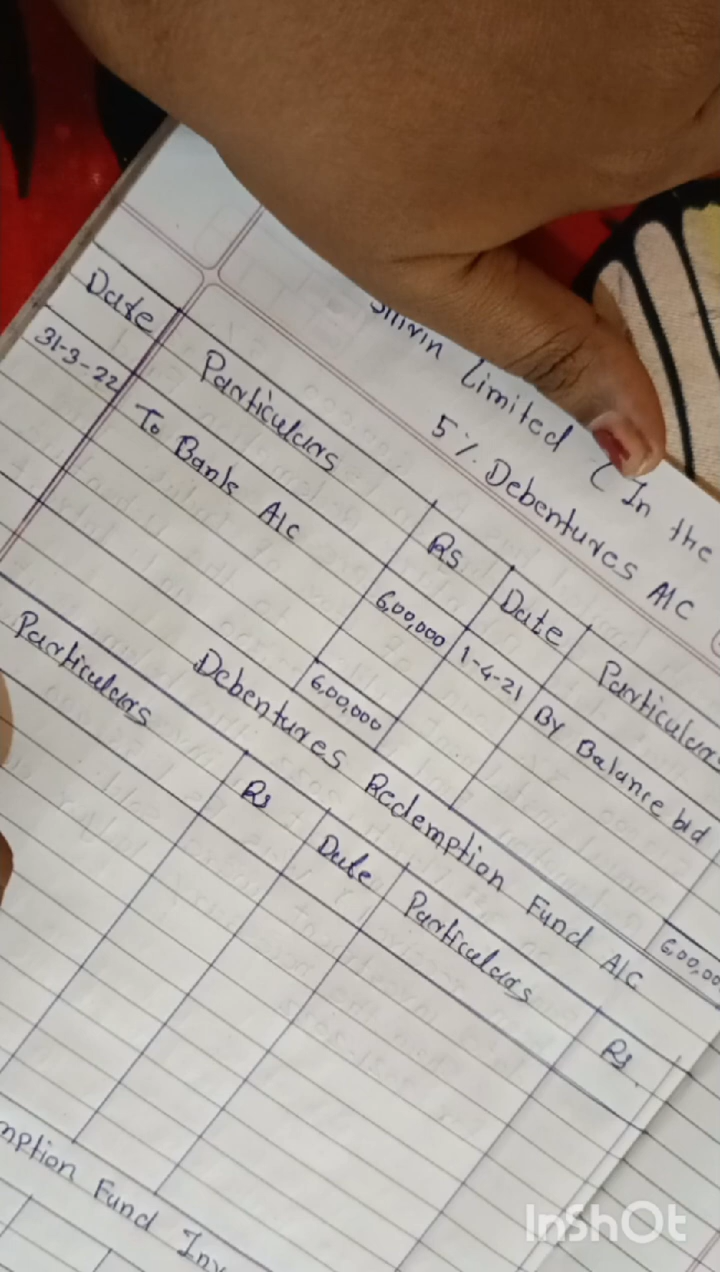 Limited (In the
5% Debentures A/C
Date Particulars Rs Date Particulars
31-3-22 To Bank A/C 6,00,000 1-4-21 By Balance b/d
6,00,000 6,00,00
Debentures Redemption Fund A/C
Particulars Rs Date Particulars Rs.
mption Fund Inv
InShOt